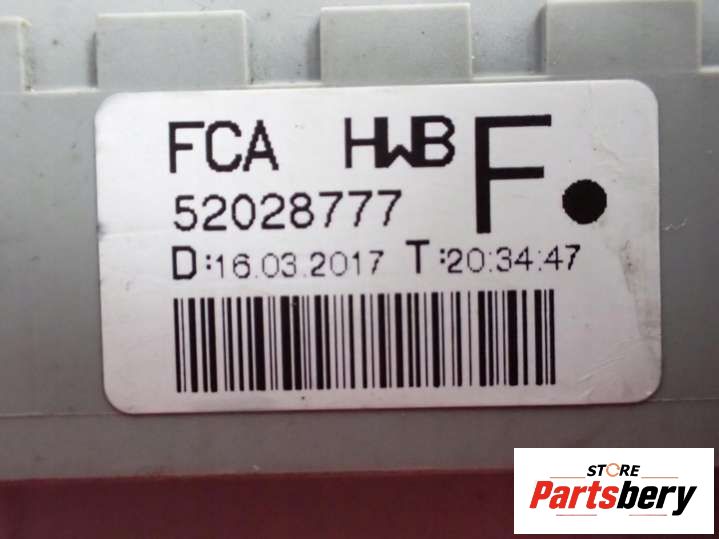 FCA HWB F
52028777
D:16.03.2017 T:20:34:47
STORE
Partsbery